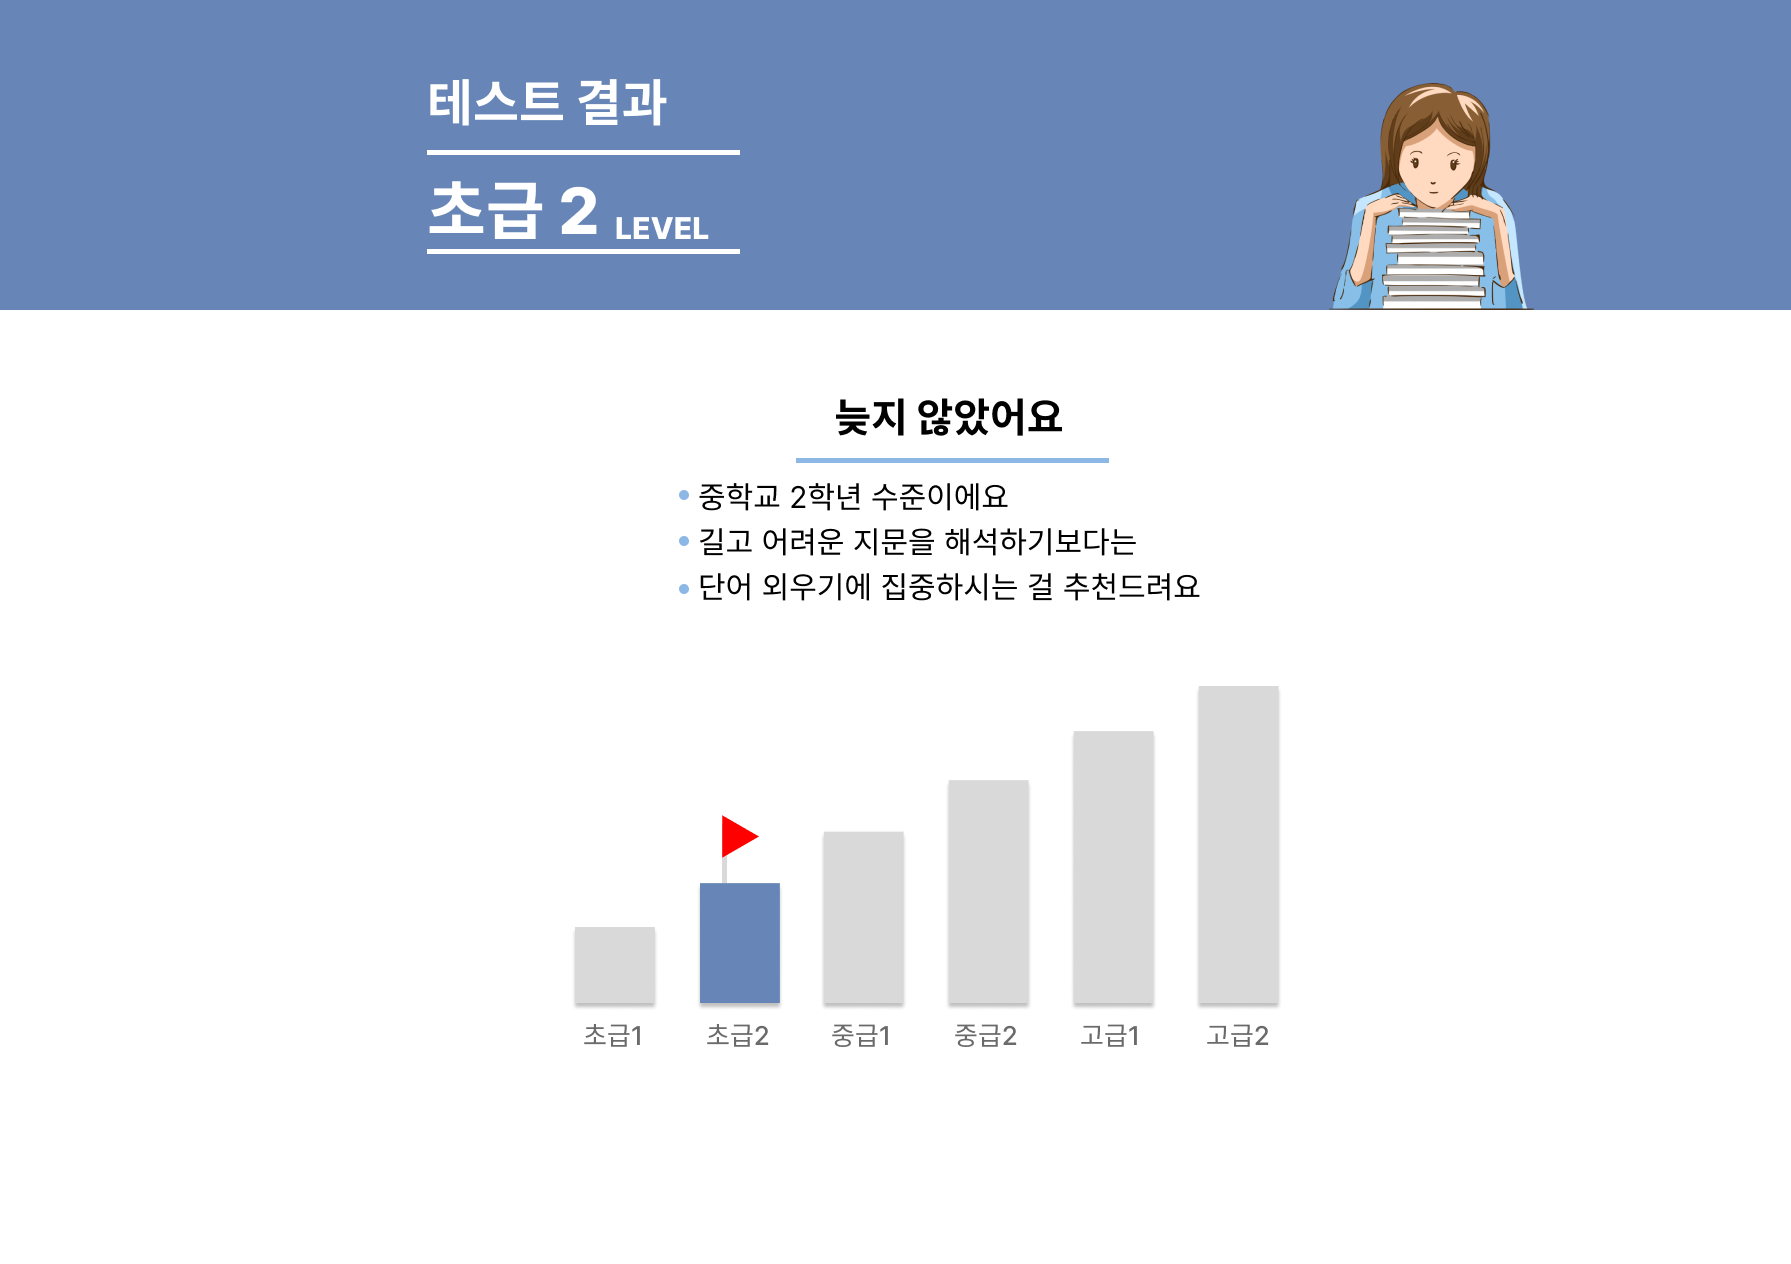 테스트 결과
초급 2 LEVEL
늦지 않았어요
중학교 2학년 수준이에요
길고 어려운 지문을 해석하기보다는
단어 외우기에 집중하시는 걸 추천드려요
초급1 초급2 중급1 중급2 고급1 고급2